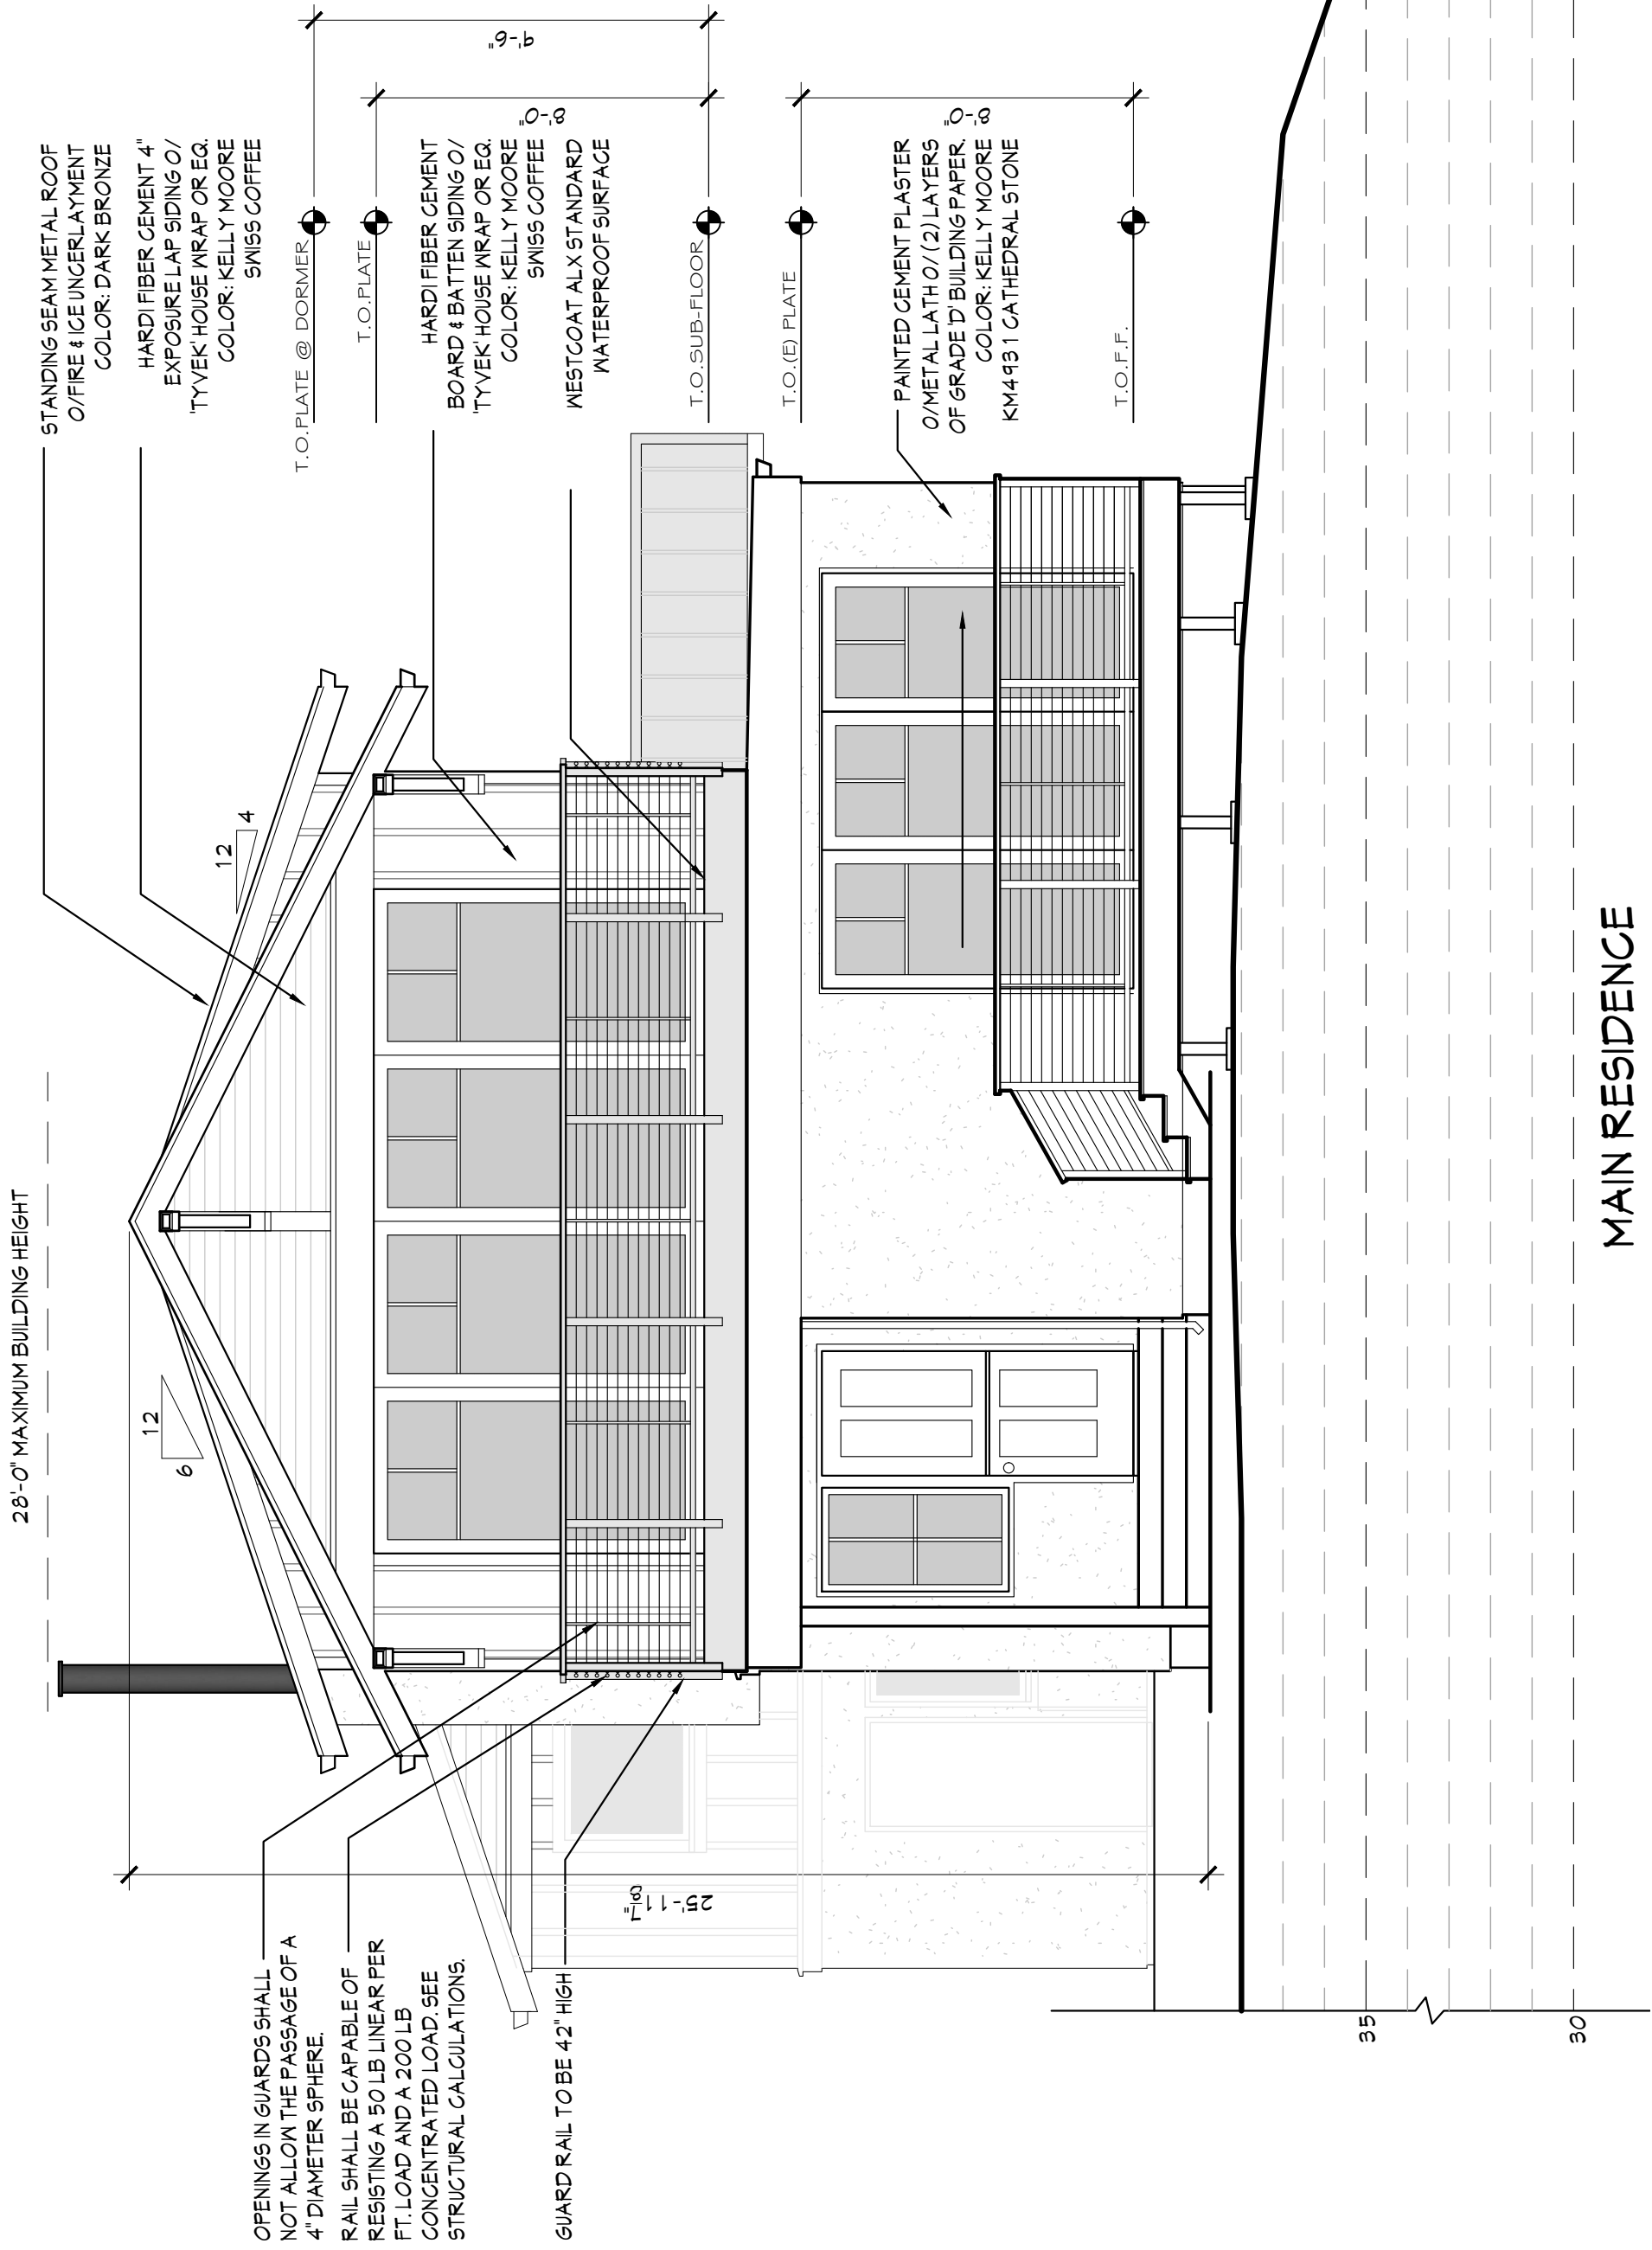 28'-0" MAXIMUM BUILDING HEIGHT
STANDING SEAM METAL ROOF
O/FIRE & ICE UNCERLAYMENT
COLOR: DARK BRONZE
HARDI FIBER CEMENT 4"
EXPOSURE LAP SIDING O/
'TYVEK' HOUSE WRAP OR EQ.
COLOR: KELLY MOORE
SWISS COFFEE
T.O.PLATE @ DORMER
T.O.PLATE
HARDI FIBER CEMENT
BOARD & BATTEN SIDING O/
'TYVEK' HOUSE WRAP OR EQ.
COLOR: KELLY MOORE
SWISS COFFEE
WESTCOAT ALX STANDARD
WATERPROOF SURFACE
T.O.SUB-FLOOR
T.O.(E) PLATE
PAINTED CEMENT PLASTER
O/METAL LATH O/ (2) LAYERS
OF GRADE 'D' BUILDING PAPER.
COLOR: KELLY MOORE
KM4931 CATHEDRAL STONE
T.O.F.F.
9'-6"
8'-0"
8'-0"
12
6
12
4
OPENINGS IN GUARDS SHALL
NOT ALLOW THE PASSAGE OF A
4" DIAMETER SPHERE.
RAIL SHALL BE CAPABLE OF
RESISTING A 50 LB LINEAR PER
FT. LOAD AND A 200 LB
CONCENTRATED LOAD. SEE
STRUCTURAL CALCULATIONS.
GUARDRAIL TO BE 42" HIGH
25'-11 7/8"
35
30
MAIN RESIDENCE